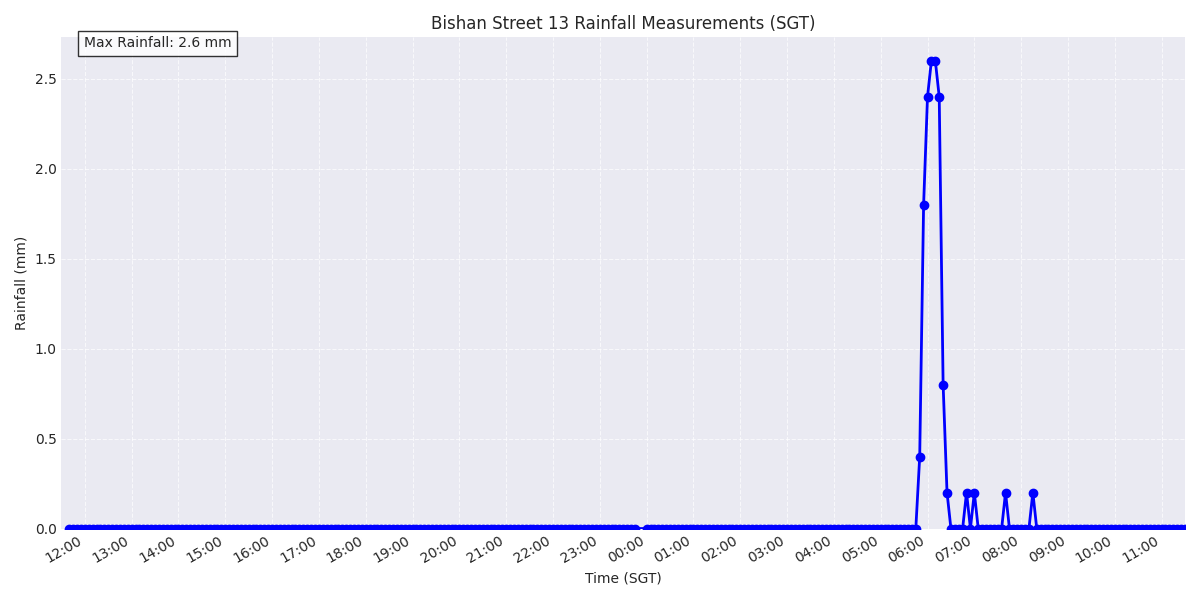 Bishan Street 13 Rainfall Measurements (SGT)
Max Rainfall: 2.6 mm
Rainfall (mm)
2.5
2.0
1.5
1.0
0.5
0.0
12:00 13:00 14:00 15:00 16:00 17:00 18:00 19:00 20:00 21:00 22:00 23:00 00:00 01:00 02:00 03:00 04:00 05:00 06:00 07:00 08:00 09:00 10:00 11:00
Time (SGT)